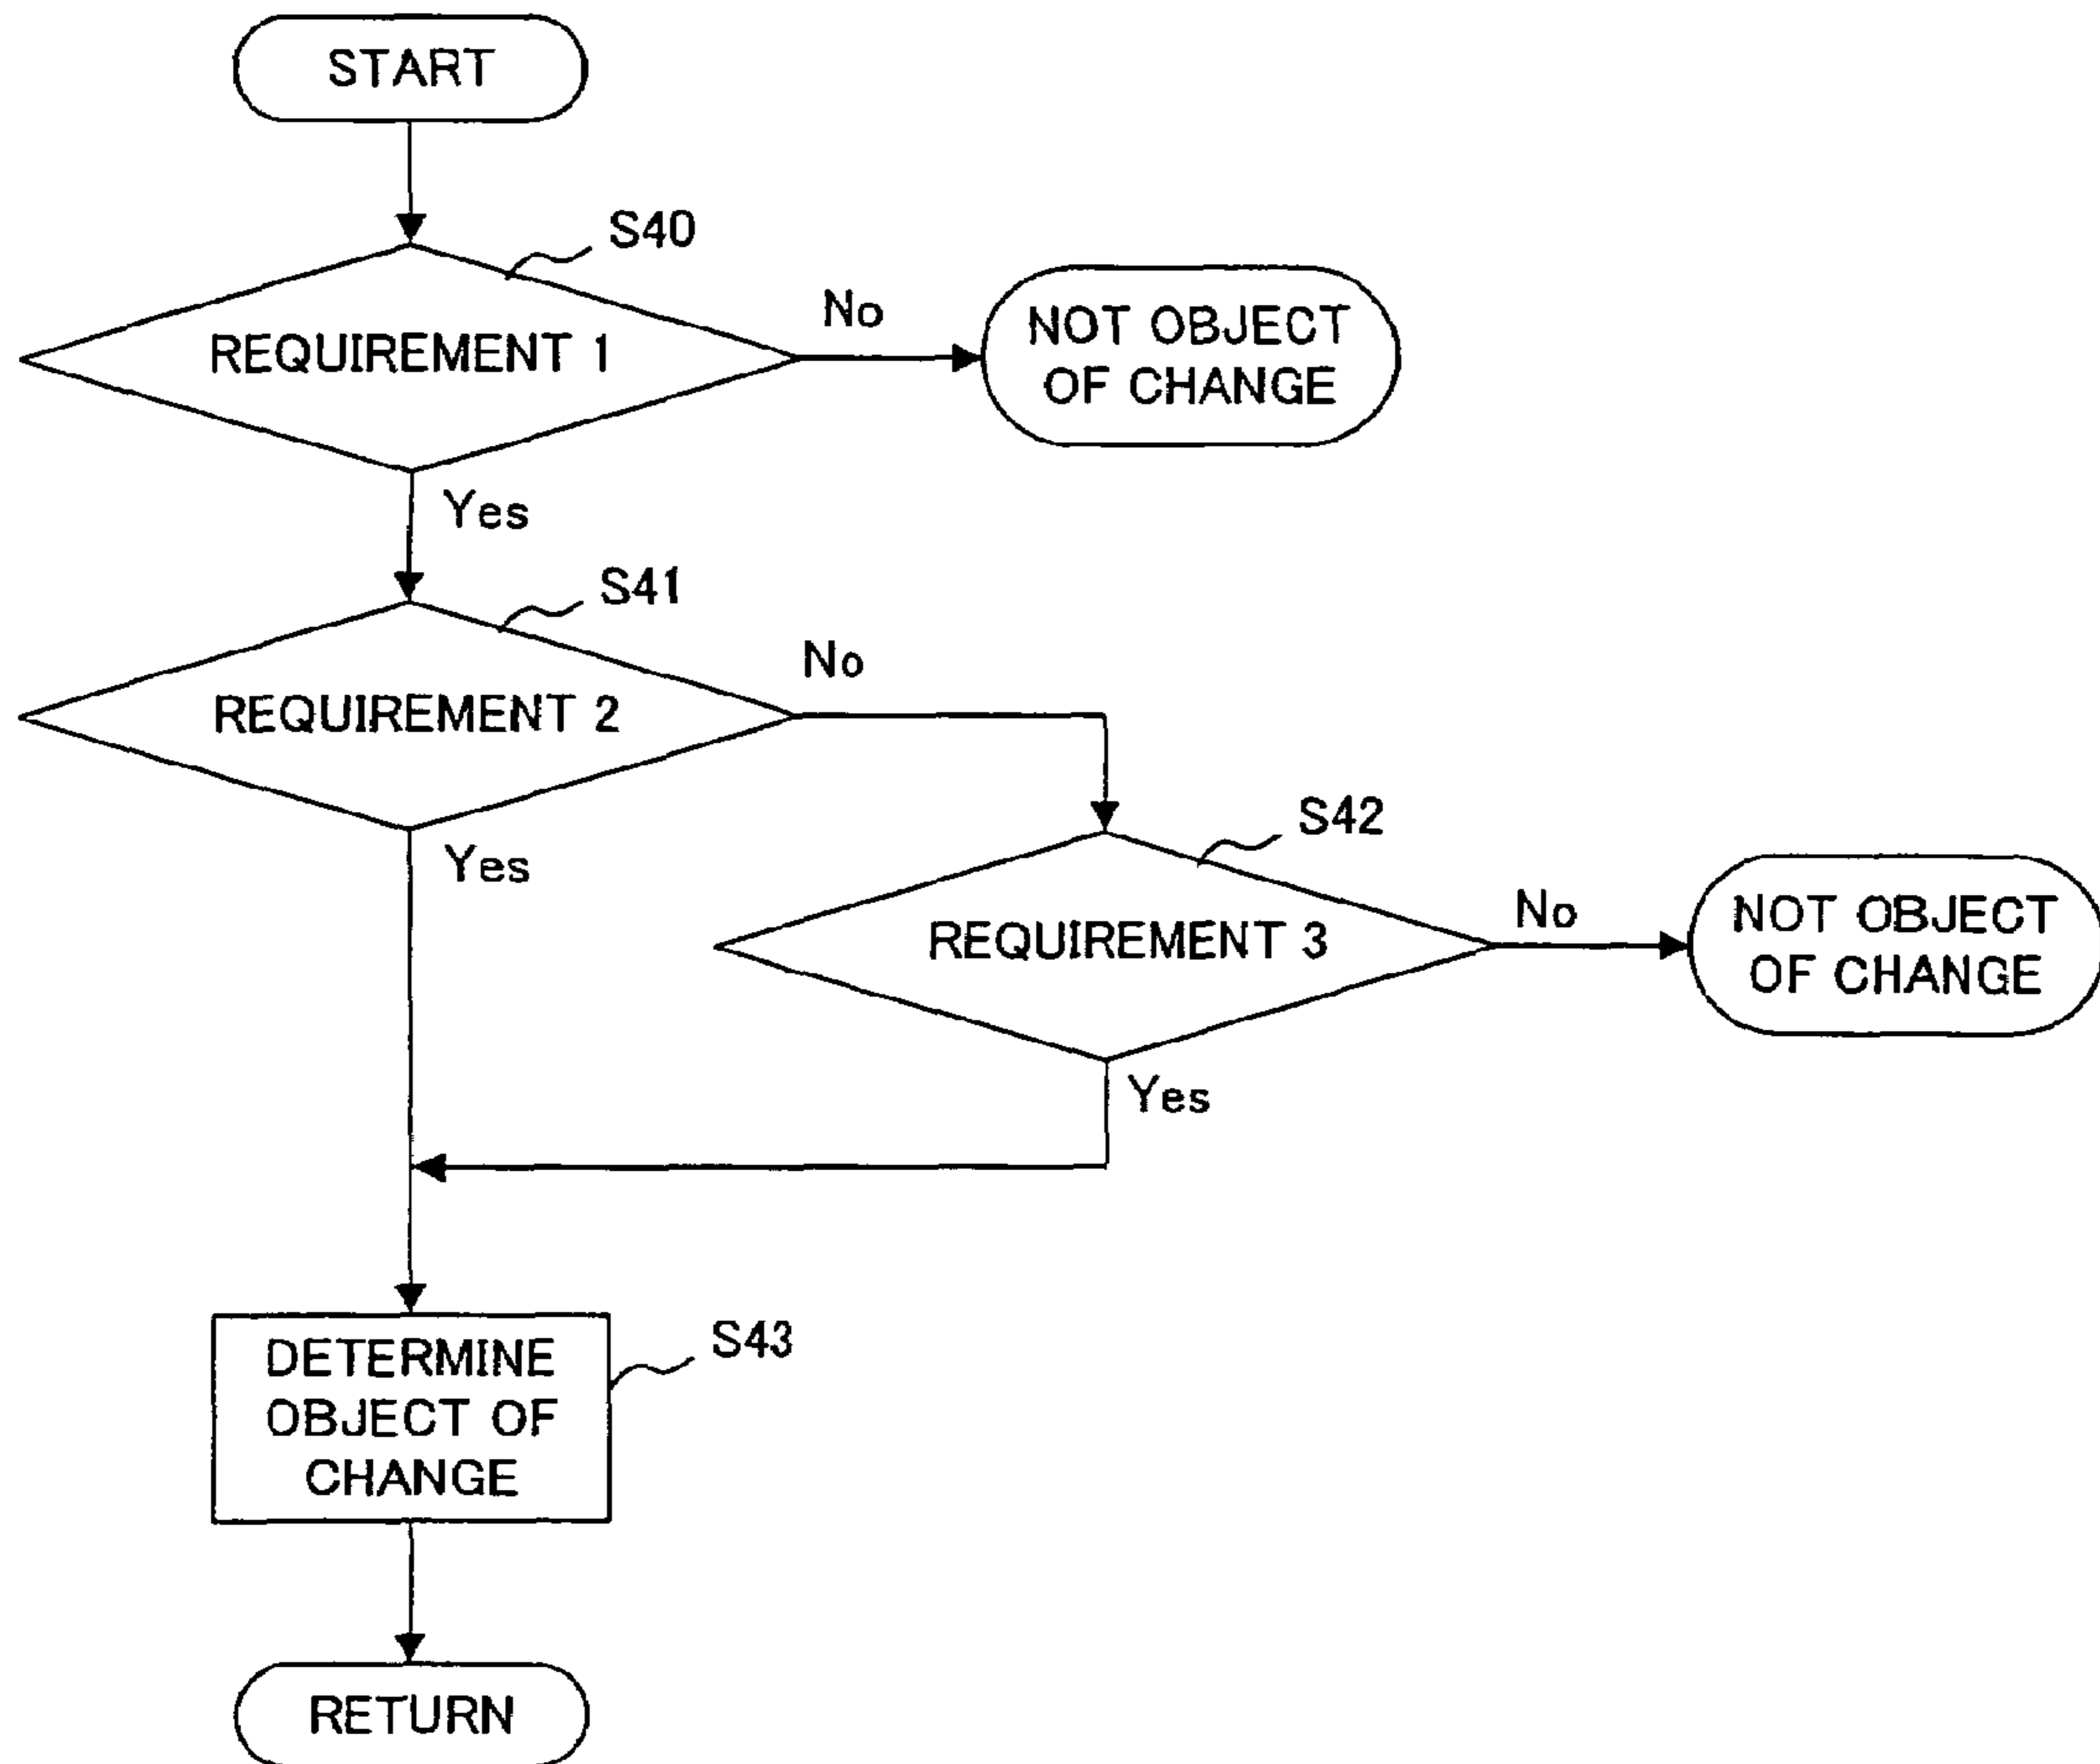 START
S40
REQUIREMENT 1
No
NOT OBJECT
OF CHANGE
Yes
S41
REQUIREMENT 2
No
Yes
S42
REQUIREMENT 3
No
NOT OBJECT
OF CHANGE
Yes
S43
DETERMINE
OBJECT OF
CHANGE
RETURN